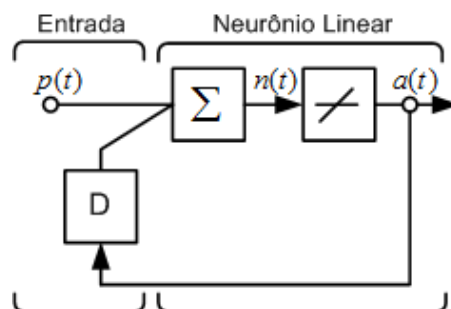 Entrada Neurônio Linear
p(t) Σ n(t) a(t)
D